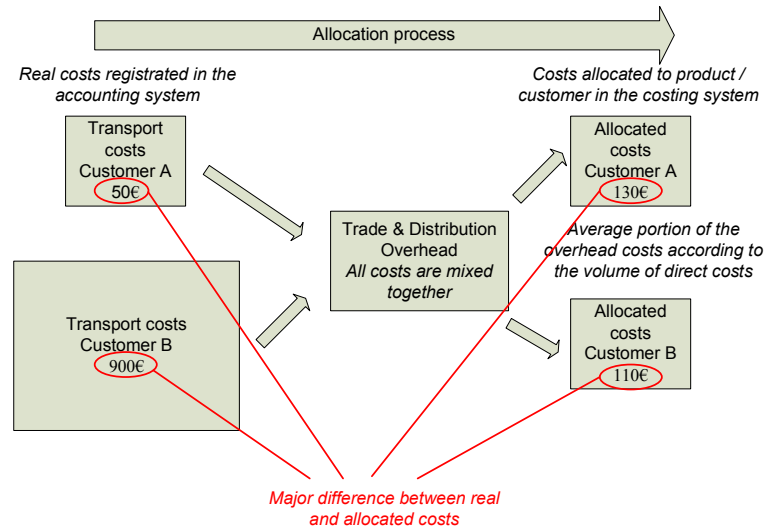 Allocation process
Real costs registrated in the
accounting system
Costs allocated to product /
customer in the costing system
Transport
costs
Customer A
50€
Allocated
costs
Customer A
130€
Trade & Distribution
Overhead
All costs are mixed
together
Average portion of the
overhead costs according to
the volume of direct costs
Transport costs
Customer B
900€
Allocated
costs
Customer B
110€
Major difference between real
and allocated costs